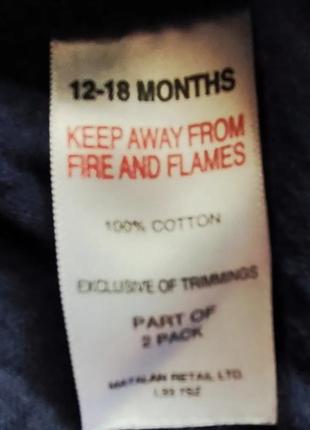 12-18 MONTHS
KEEP AWAY FROM
FIRE AND FLAMES
100% COTTON
EXCLUSIVE OF TRIMMINGS
PART OF
2 PACK
MATALAN RETAIL LTD.